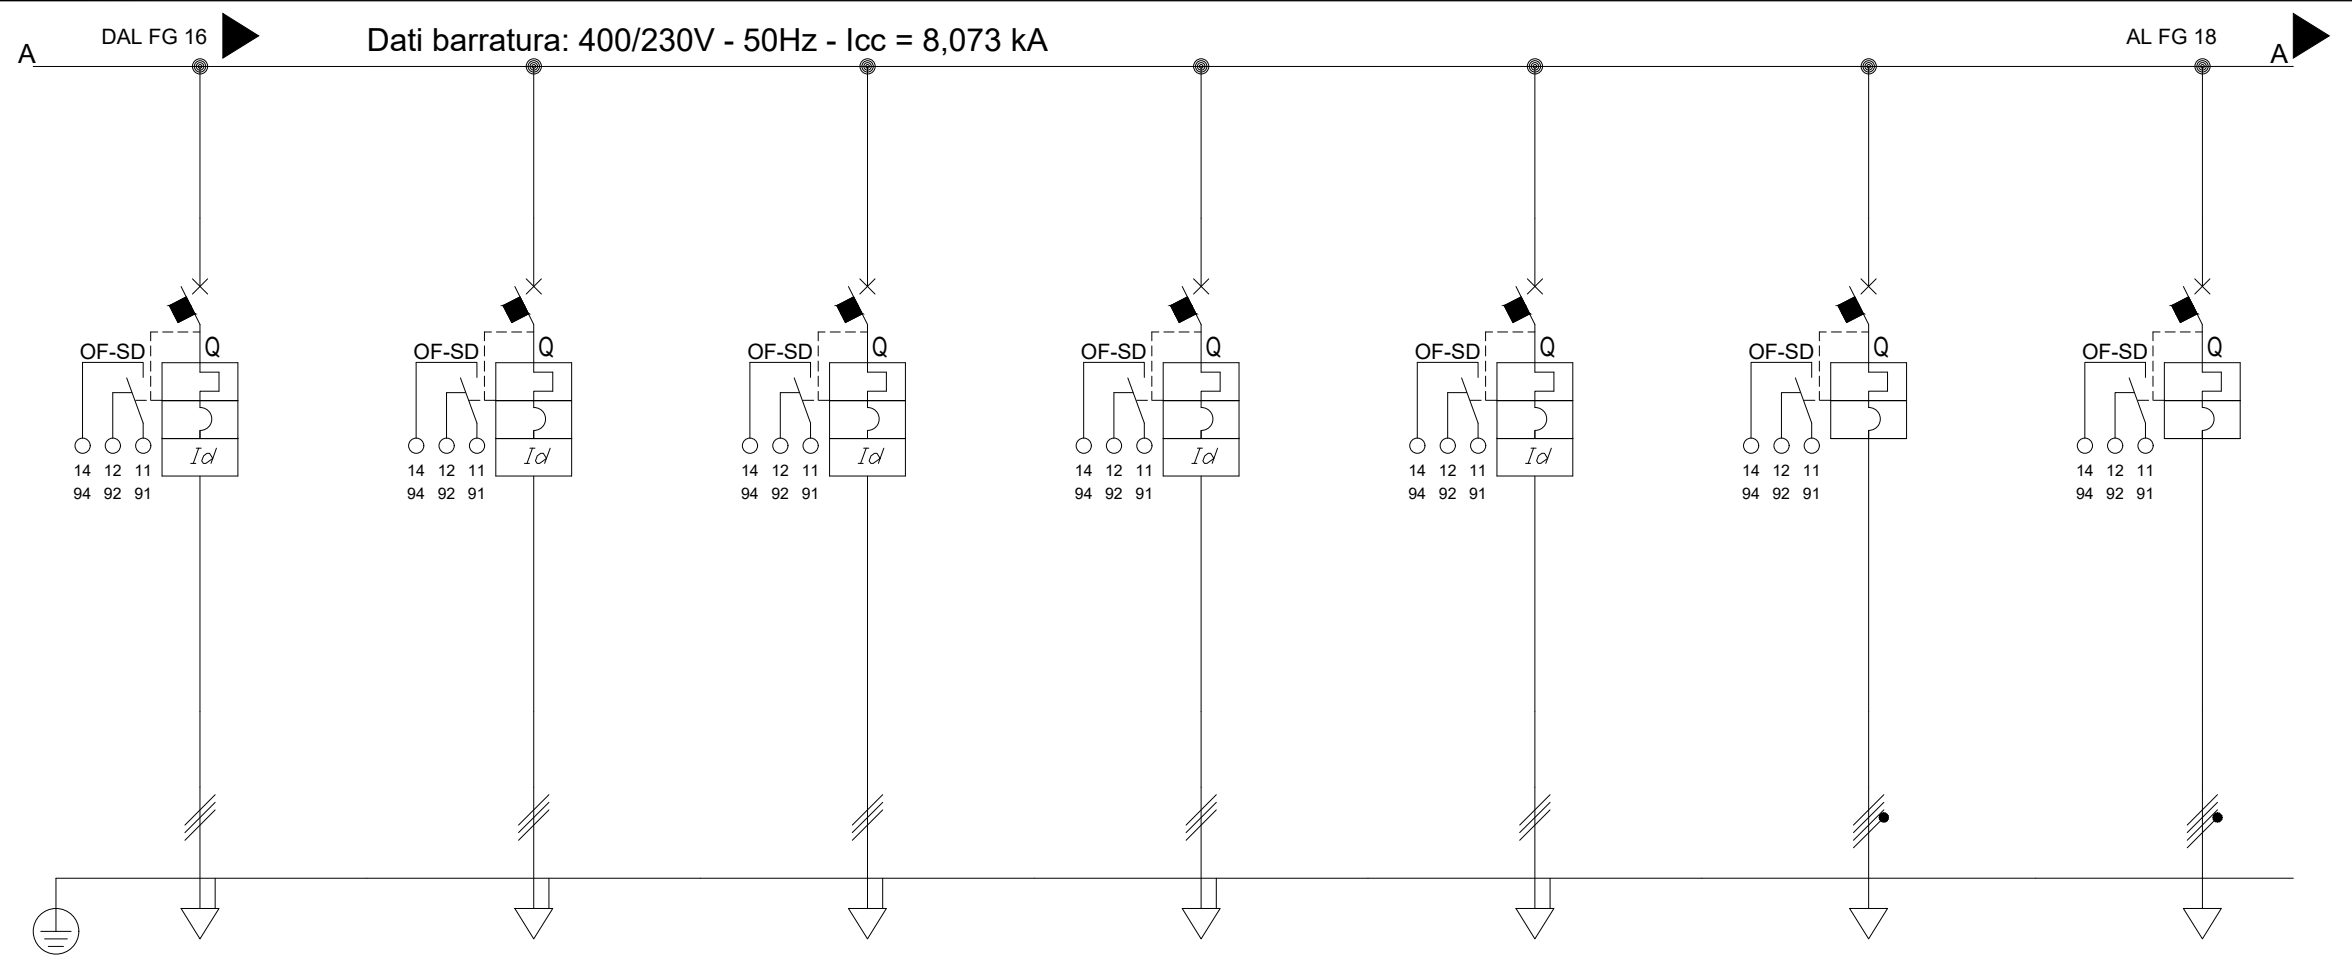 DAL FG 16
Dati barratura: 400/230V - 50Hz - Icc = 8,073 kA
AL FG 18
A
A
OF-SD Q
14 12 11
94 92 91
Id
OF-SD Q
14 12 11
94 92 91
Id
OF-SD Q
14 12 11
94 92 91
Id
OF-SD Q
14 12 11
94 92 91
Id
OF-SD Q
14 12 11
94 92 91
Id
OF-SD Q
14 12 11
94 92 91
OF-SD Q
14 12 11
94 92 91